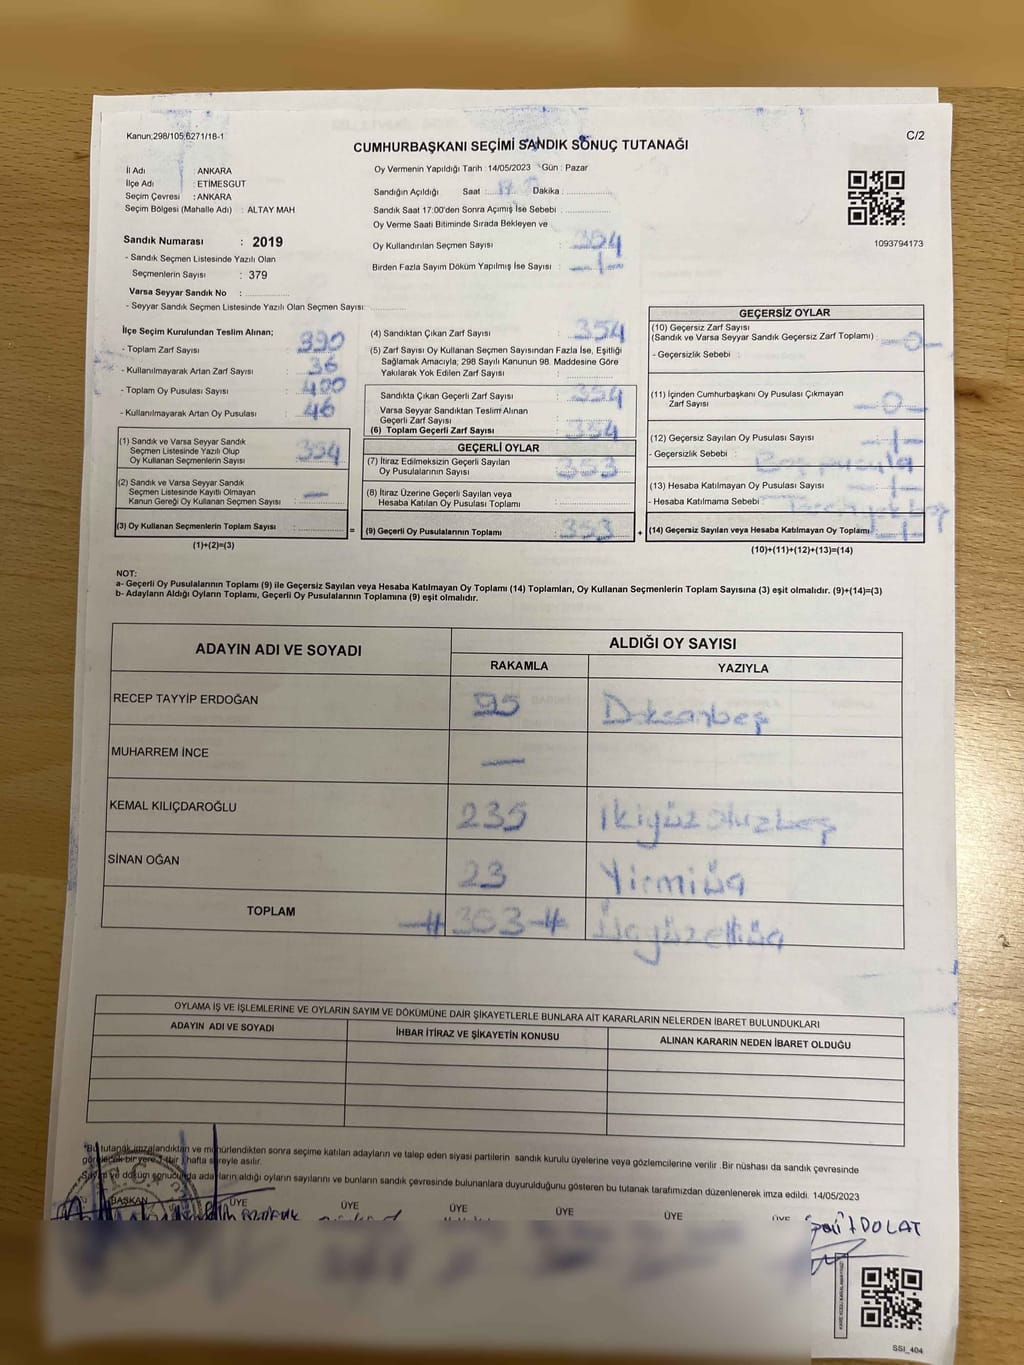 Kanun;298/105,6271/18-1
C/2
CUMHURBAŞKANI SEÇİMİ SANDIK SONUÇ TUTANAĞI
İl Adı : ANKARA
İlçe Adı : ETİMESGUT
Seçim Çevresi : ANKARA
Seçim Bölgesi (Mahalle Adı) : ALTAY MAH
Oy Vermenin Yapıldığı Tarih : 14/05/2023 Gün : Pazar
Sandığın Açıldığı Saat : Dakika :
Sandık Saat 17:00'den Sonra Açımış İse Sebebi :
Oy Verme Saati Bitiminde Sırada Bekleyen ve
Oy Kullandırılan Seçmen Sayısı : 354
Birden Fazla Sayım Döküm Yapılmış İse Sayısı : —1—
1093794173
Sandık Numarası : 2019
- Sandık Seçmen Listesinde Yazılı Olan
Seçmenlerin Sayısı : 379
Varsa Seyyar Sandık No :
- Seyyar Sandık Seçmen Listesinde Yazılı Olan Seçmen Sayısı:
İlçe Seçim Kurulundan Teslim Alınan;
- Toplam Zarf Sayısı : 390
- Kullanılmayarak Artan Zarf Sayısı : 36
- Toplam Oy Pusulası Sayısı : 400
- Kullanılmayarak Artan Oy Pusulası : 46
(1) Sandık ve Varsa Seyyar Sandık
Seçmen Listesinde Yazılı Olup
Oy Kullanan Seçmenlerin Sayısı : 354
(2) Sandık ve Varsa Seyyar Sandık
Seçmen Listesinde Kayıtlı Olmayan
Kanun Gereği Oy Kullanan Seçmen Sayısı : —
(3) Oy Kullanan Seçmenlerin Toplam Sayısı : =
(1)+(2)=(3)
(4) Sandıktan Çıkan Zarf Sayısı : 354
(5) Zarf Sayısı Oy Kullanan Seçmen Sayısından Fazla İse, Eşitliği
Sağlamak Amacıyla; 298 Sayılı Kanunun 98. Maddesine Göre
Yakılarak Yok Edilen Zarf Sayısı :
Sandıkta Çıkan Geçerli Zarf Sayısı : 354
Varsa Seyyar Sandıktan Teslim Alınan
Geçerli Zarf Sayısı :
(6) Toplam Geçerli Zarf Sayısı : 354
GEÇERLİ OYLAR
(7) İtiraz Edilmeksizin Geçerli Sayılan
Oy Pusulasının Sayısı : 353
(8) İtiraz Üzerine Geçerli Sayılan veya
Hesaba Katılan Oy Pusulası Toplamı :
(9) Geçerli Oy Pusulalarının Toplamı : 353 +
GEÇERSİZ OYLAR
(10) Geçersiz Zarf Sayısı
(Sandık ve Varsa Seyyar Sandık Geçersiz Zarf Toplamı) : —0—
- Geçersizlik Sebebi :
(11) İçinden Cumhurbaşkanı Oy Pusulası Çıkmayan
Zarf Sayısı : —0—
(12) Geçersiz Sayılan Oy Pusulası Sayısı : —1—
- Geçersizlik Sebebi : Boş pusula
(13) Hesaba Katılmayan Oy Pusulası Sayısı : —1—
- Hesaba Katılmama Sebebi :
(14) Geçersiz Sayılan veya Hesaba Katılmayan Oy Toplamı : —1—
(10)+(11)+(12)+(13)=(14)
NOT:
a- Geçerli Oy Pusulalarının Toplamı (9) ile Geçersiz Sayılan veya Hesaba Katılmayan Oy Toplamı (14) Toplamları, Oy Kullanan Seçmenlerin Toplam Sayısına (3) eşit olmalıdır. (9)+(14)=(3)
b- Adayların Aldığı Oyların Toplamı, Geçerli Oy Pusulalarının Toplamına (9) eşit olmalıdır.
ADAYIN ADI VE SOYADI
ALDIĞI OY SAYISI
RAKAMLA YAZIYLA
RECEP TAYYİP ERDOĞAN 95 Doksanbeş
MUHARREM İNCE —
KEMAL KILIÇDAROĞLU 235 İkiyüzotuzbeş
SİNAN OĞAN 23 Yirmiüç
TOPLAM —#353# Üçyüzelliüç
OYLAMA İŞ VE İŞLEMLERİNE VE OYLARIN SAYIM VE DÖKÜMÜNE DAİR ŞİKAYETLERLE BUNLARA AİT KARARLARIN NELERDEN İBARET BULUNDUKLARI
ADAYIN ADI VE SOYADI İHBAR İTİRAZ VE ŞİKAYETİN KONUSU ALINAN KARARIN NEDEN İBARET OLDUĞU
*Bu tutanak imzalandıktan ve mühürlendikten sonra seçime katılan adayların ve talep eden siyasi partilerin sandık kurulu üyelerine veya gözlemcilerine verilir .Bir nüshası da sandık çevresinde
görülecek bir yere 1 (bir ) hafta süreyle asılır.
Sayım ve döküm sonucunda adayların aldığı oyların sayılarını ve bunların sandık çevresinde bulunanlara duyurulduğunu gösteren bu tutanak tarafımızdan düzenlenerek imza edildi. 14/05/2023
BAŞKAN ÜYE ÜYE ÜYE ÜYE ÜYE ÜYE
POLAT
SSI_404